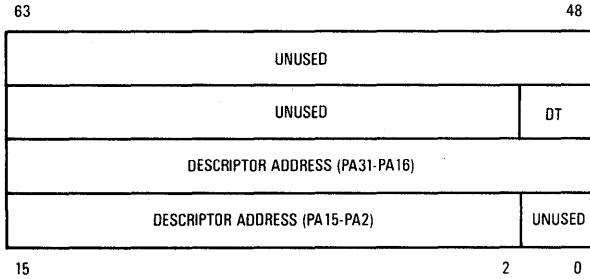 63 48
UNUSED
UNUSED DT
DESCRIPTOR ADDRESS (PA31-PA16)
DESCRIPTOR ADDRESS (PA15-PA2) UNUSED
15 2 0